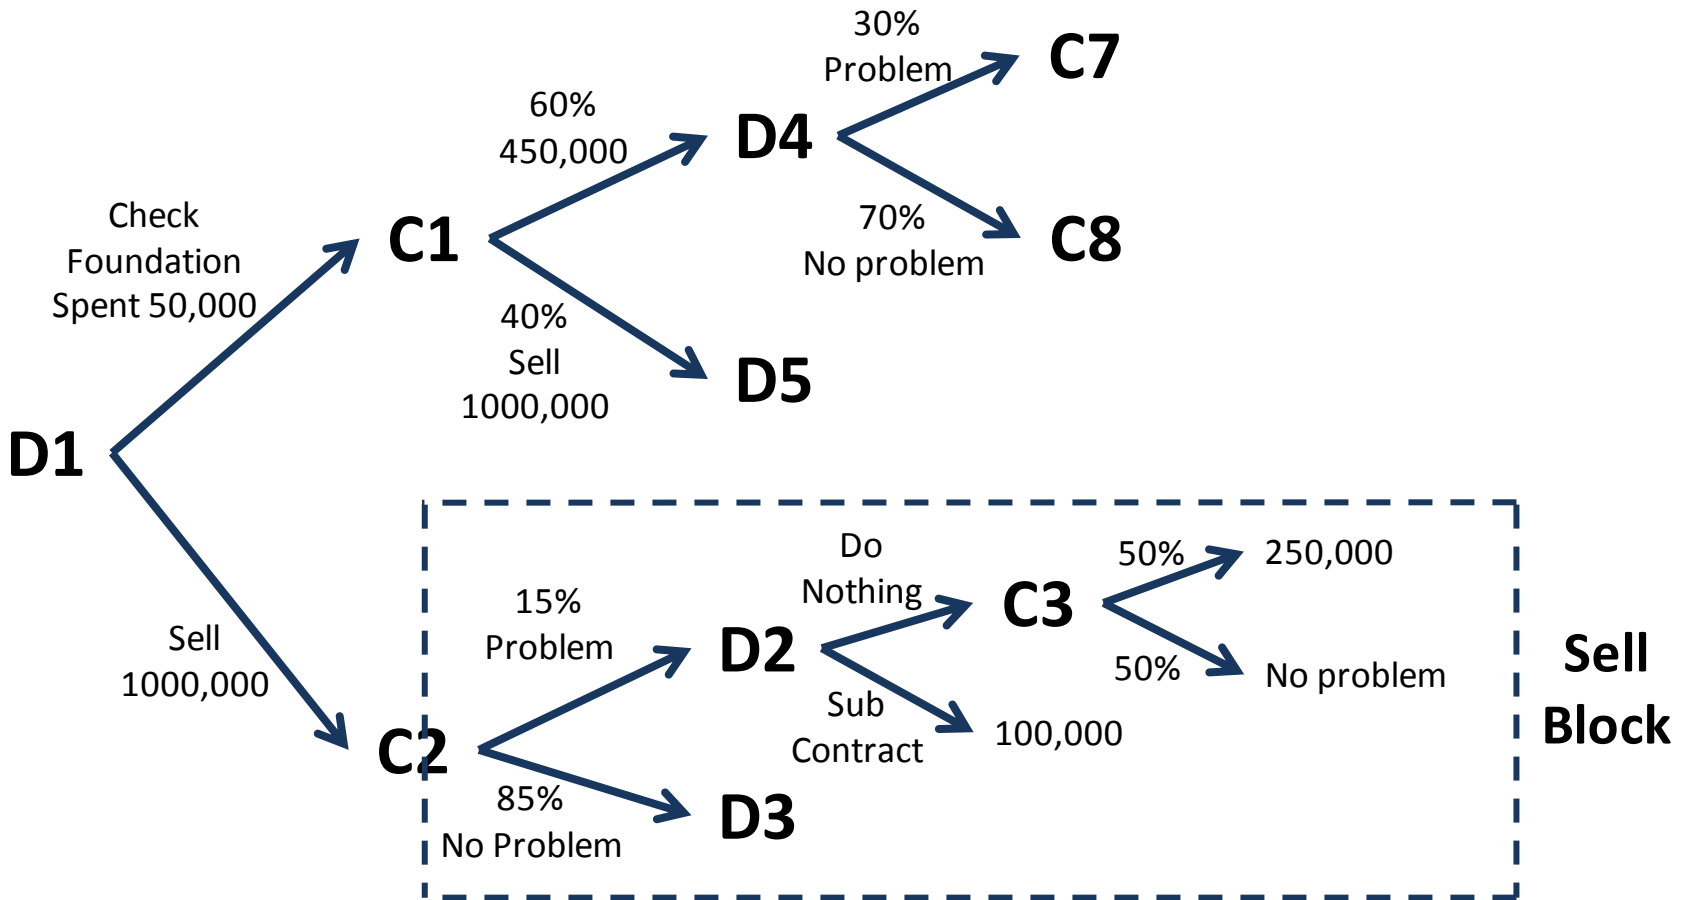 30%
Problem
C7
60%
450,000
D4
70%
No problem
C8
Check
Foundation
Spent 50,000
C1
40%
Sell
1000,000
D5
D1
Sell
1000,000
C2
15%
Problem
85%
No Problem
D2
D3
Do
Nothing
Sub
Contract
C3
100,000
50%
250,000
50%
No problem
Sell
Block